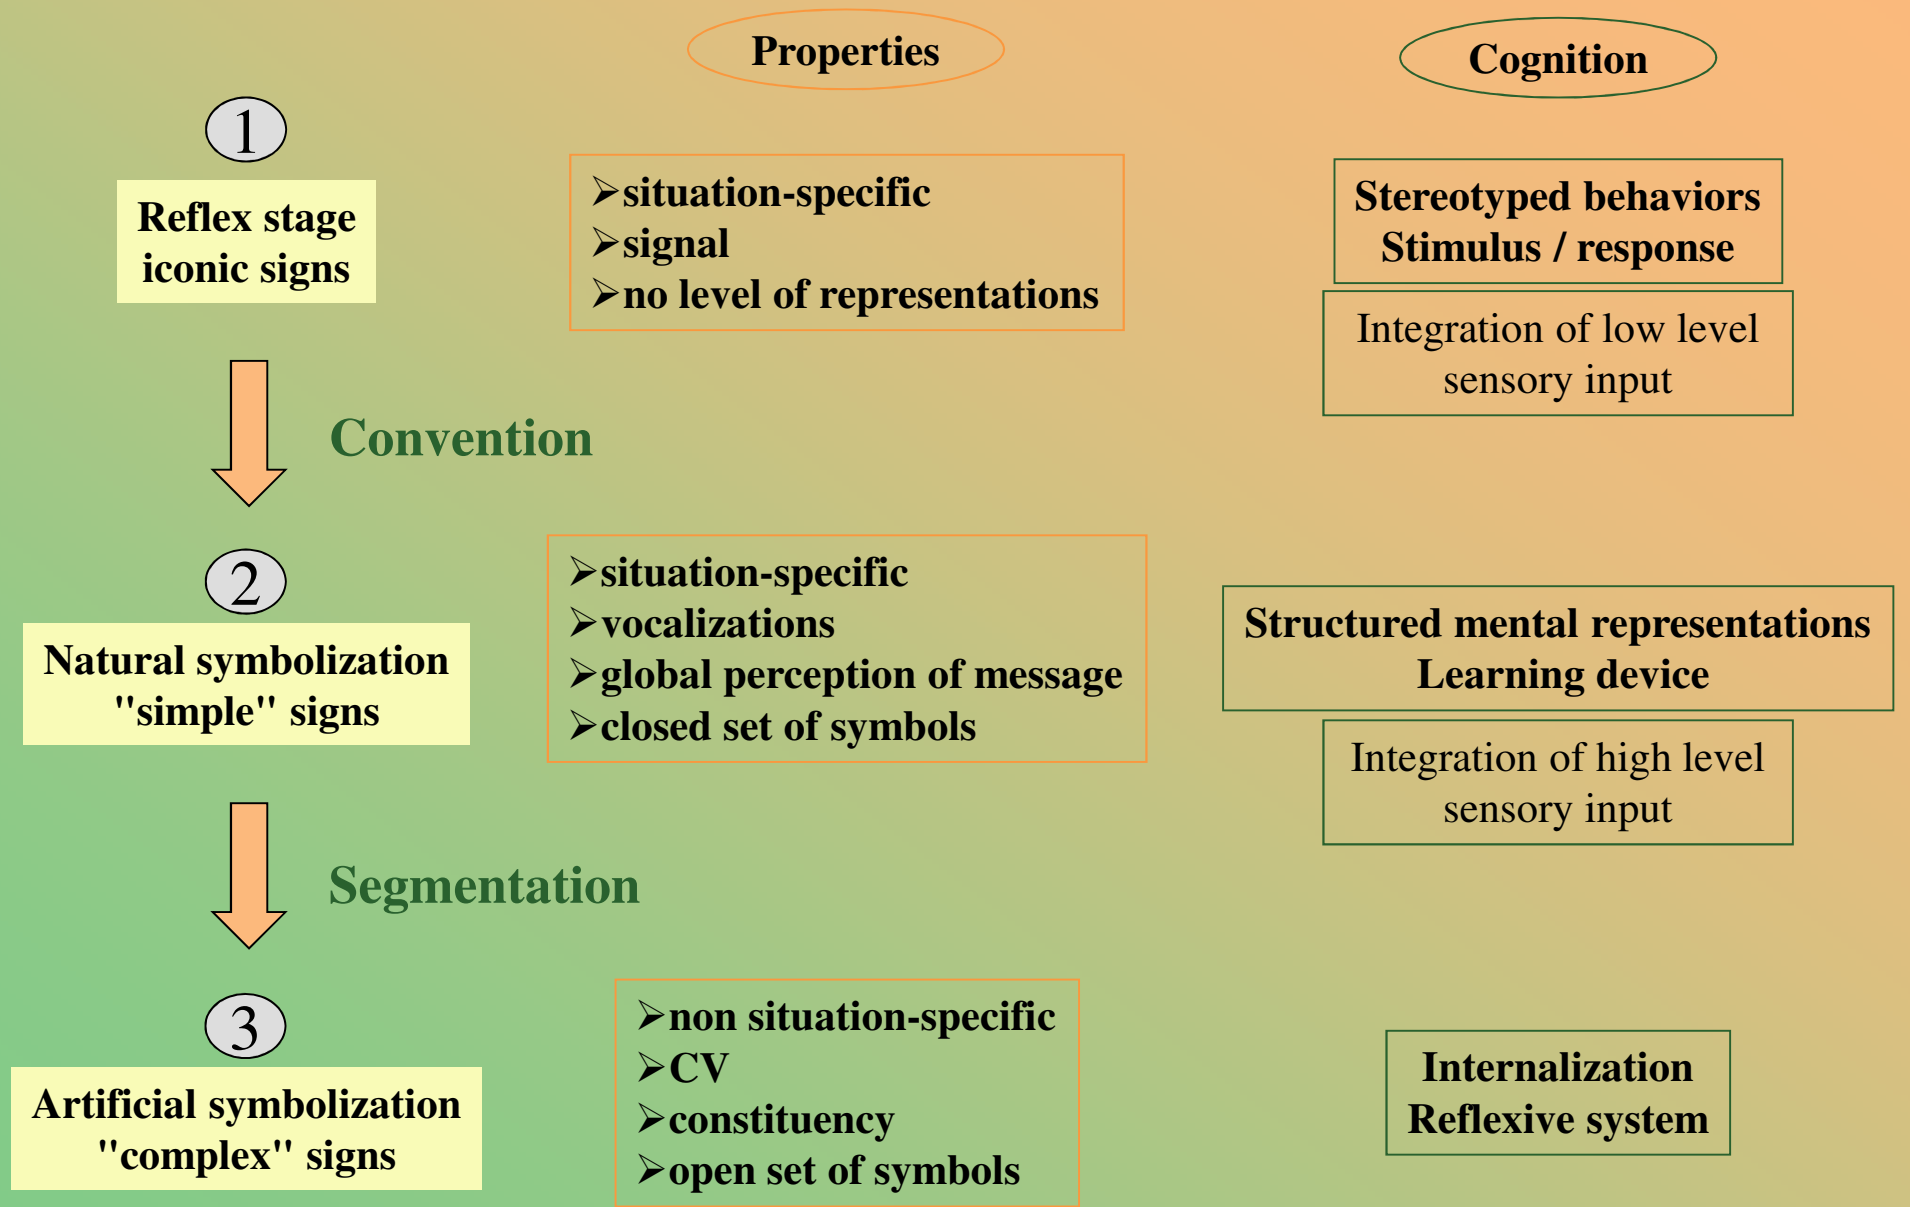 Properties
Cognition
1
Reflex stage
iconic signs
➢situation-specific
➢signal
➢no level of representations
Stereotyped behaviors
Stimulus / response
Integration of low level
sensory input
Convention
2
Natural symbolization
"simple" signs
➢situation-specific
➢vocalizations
➢global perception of message
➢closed set of symbols
Structured mental representations
Learning device
Integration of high level
sensory input
Segmentation
3
Artificial symbolization
"complex" signs
➢non situation-specific
➢CV
➢constituency
➢open set of symbols
Internalization
Reflexive system